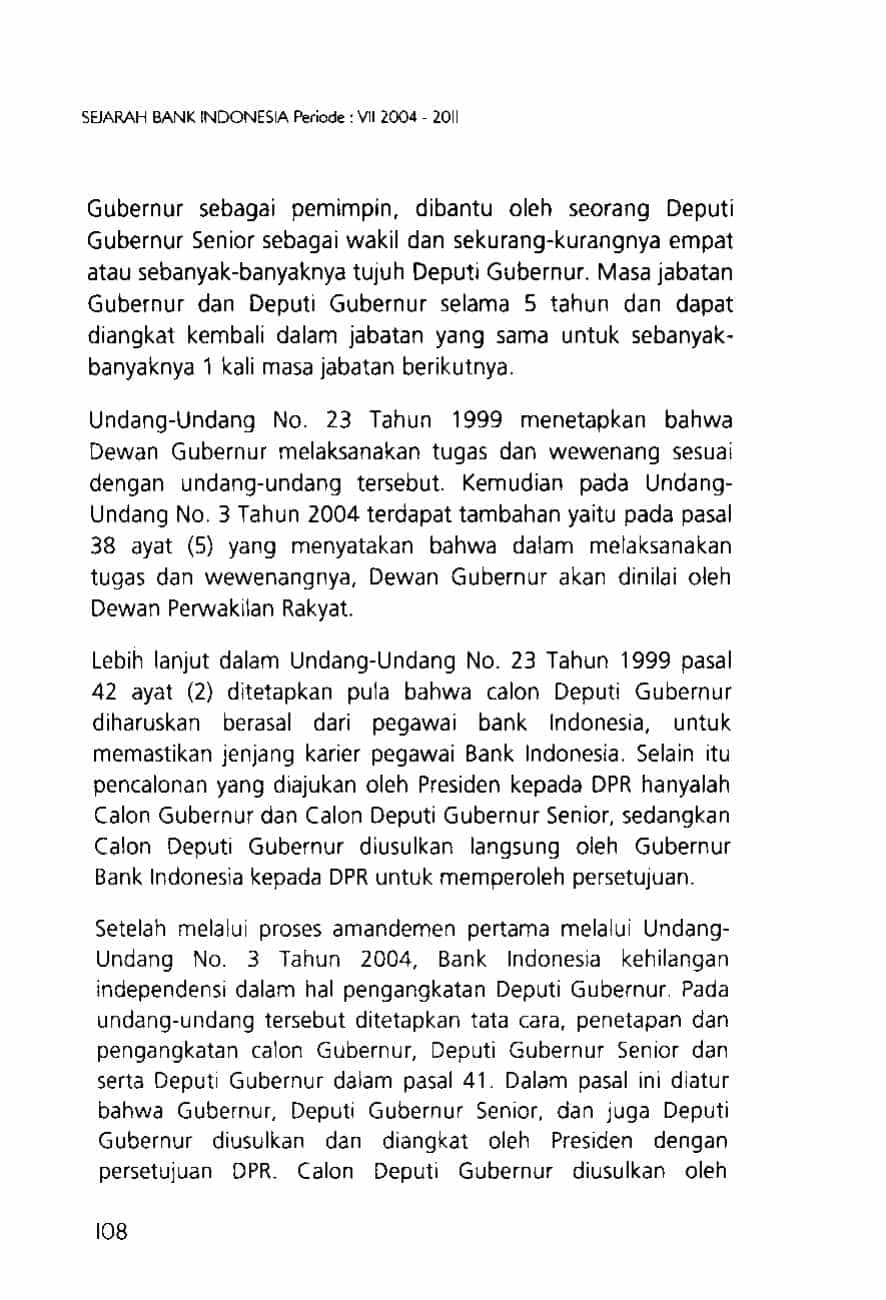 SEJARAH BANK INDONESIA Periode : VII 2004 - 2011
Gubernur sebagai pemimpin, dibantu oleh seorang Deputi
Gubernur Senior sebagai wakil dan sekurang-kurangnya empat
atau sebanyak-banyaknya tujuh Deputi Gubernur. Masa jabatan
Gubernur dan Deputi Gubernur selama 5 tahun dan dapat
diangkat kembali dalam jabatan yang sama untuk sebanyak-
banyaknya 1 kali masa jabatan berikutnya.
Undang-Undang No. 23 Tahun 1999 menetapkan bahwa
Dewan Gubernur melaksanakan tugas dan wewenang sesuai
dengan undang-undang tersebut. Kemudian pada Undang-
Undang No. 3 Tahun 2004 terdapat tambahan yaitu pada pasal
38 ayat (5) yang menyatakan bahwa dalam melaksanakan
tugas dan wewenangnya, Dewan Gubernur akan dinilai oleh
Dewan Perwakilan Rakyat.
Lebih lanjut dalam Undang-Undang No. 23 Tahun 1999 pasal
42 ayat (2) ditetapkan pula bahwa calon Deputi Gubernur
diharuskan berasal dari pegawai bank Indonesia, untuk
memastikan jenjang karier pegawai Bank Indonesia. Selain itu
pencalonan yang diajukan oleh Presiden kepada DPR hanyalah
Calon Gubernur dan Calon Deputi Gubernur Senior, sedangkan
Calon Deputi Gubernur diusulkan langsung oleh Gubernur
Bank Indonesia kepada DPR untuk memperoleh persetujuan.
Setelah melalui proses amandemen pertama melalui Undang-
Undang No. 3 Tahun 2004, Bank Indonesia kehilangan
independensi dalam hal pengangkatan Deputi Gubernur. Pada
undang-undang tersebut ditetapkan tata cara, penetapan dan
pengangkatan calon Gubernur, Deputi Gubernur Senior dan
serta Deputi Gubernur dalam pasal 41. Dalam pasal ini diatur
bahwa Gubernur, Deputi Gubernur Senior, dan juga Deputi
Gubernur diusulkan dan diangkat oleh Presiden dengan
persetujuan DPR. Calon Deputi Gubernur diusulkan oleh
108